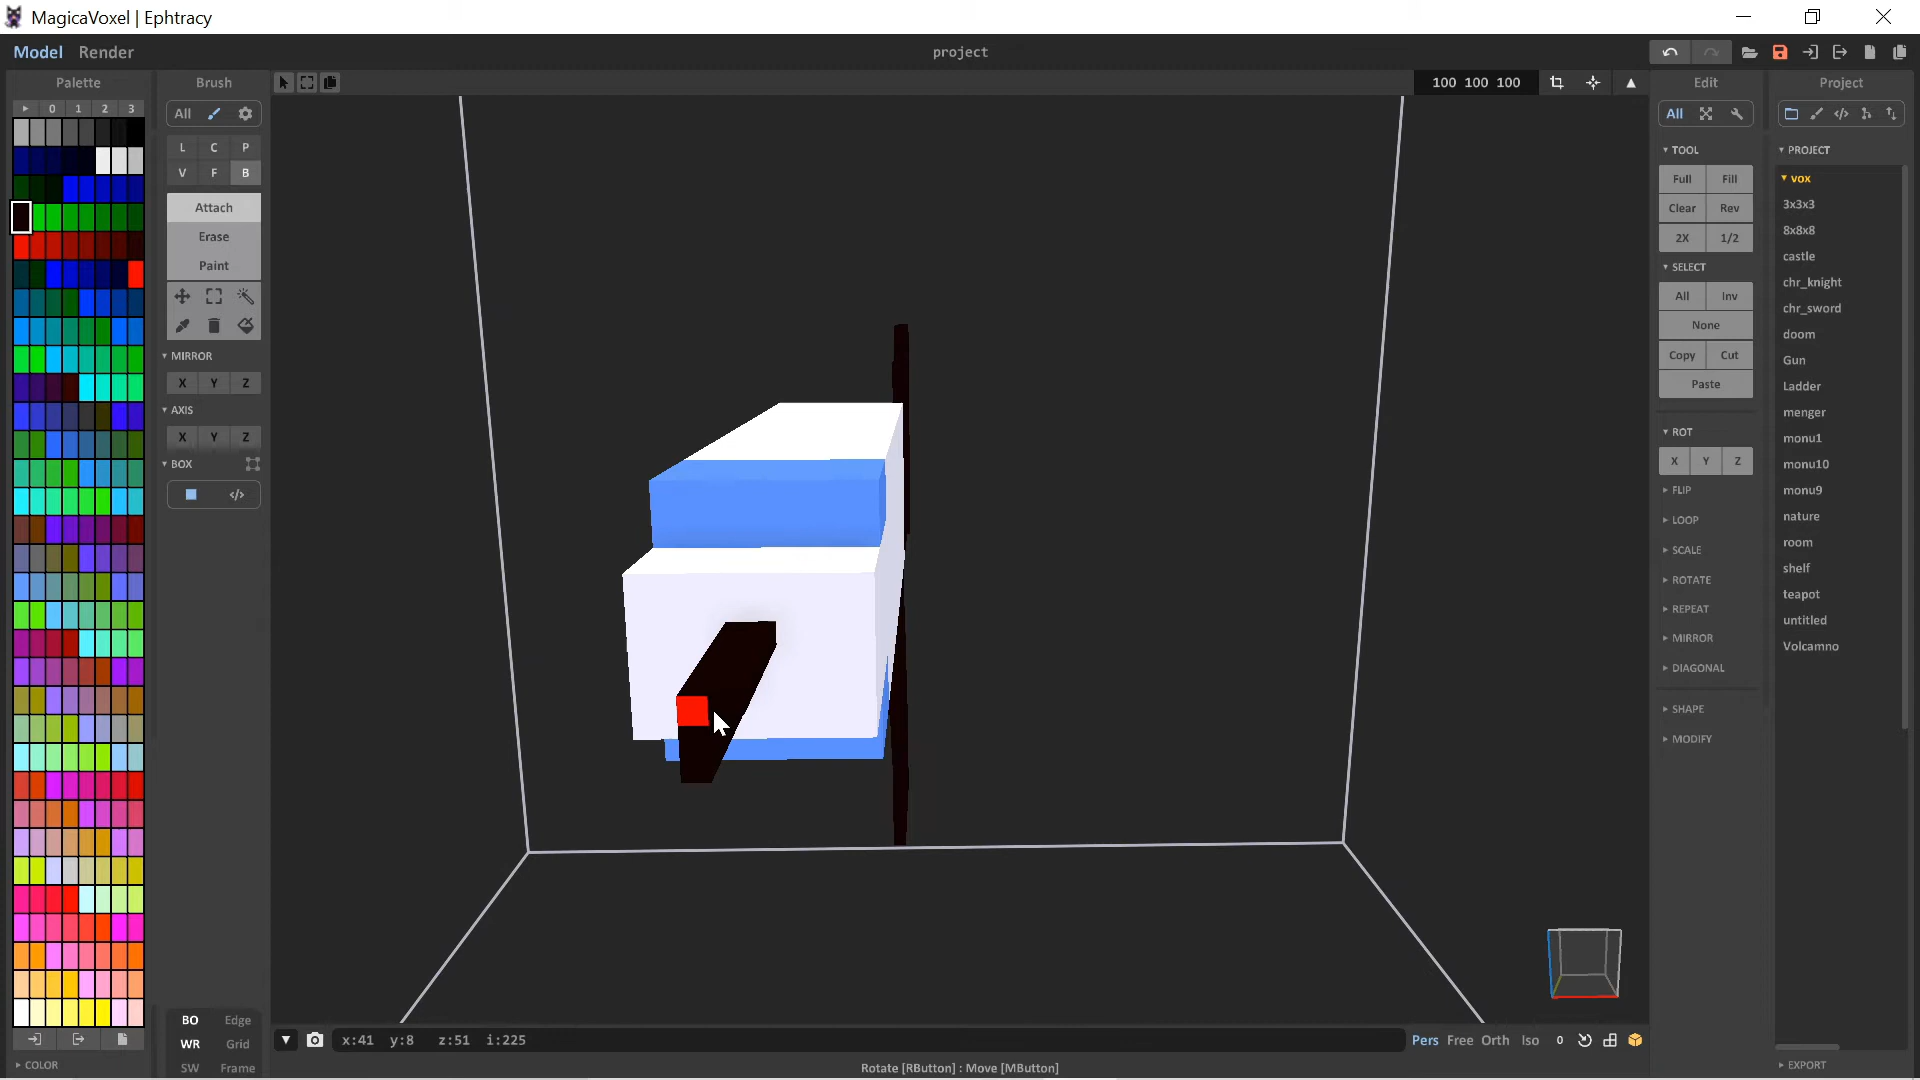 MagicaVoxel | Ephtracy
Model Render
project
Palette
Brush
100 100 100
Edit
Project
0 1 2 3
All
All
L C P
V F B
TOOL
PROJECT
Attach
Erase
Paint
Full Fill
Clear Rev
2X 1/2
vox
3x3x3
8x8x8
castle
chr_knight
chr_sword
doom
Gun
Ladder
menger
monu1
monu10
monu9
nature
room
shelf
teapot
untitled
Volcamno
SELECT
All Inv
None
Copy Cut
Paste
MIRROR
X Y Z
AXIS
X Y Z
BOX
ROT
X Y Z
FLIP
LOOP
SCALE
ROTATE
REPEAT
MIRROR
DIAGONAL
SHAPE
MODIFY
BO Edge
WR Grid
SW Frame
x:41 y:8 z:51 i:225
Pers Free Orth Iso 0
COLOR
Rotate [RButton] : Move [MButton]
EXPORT